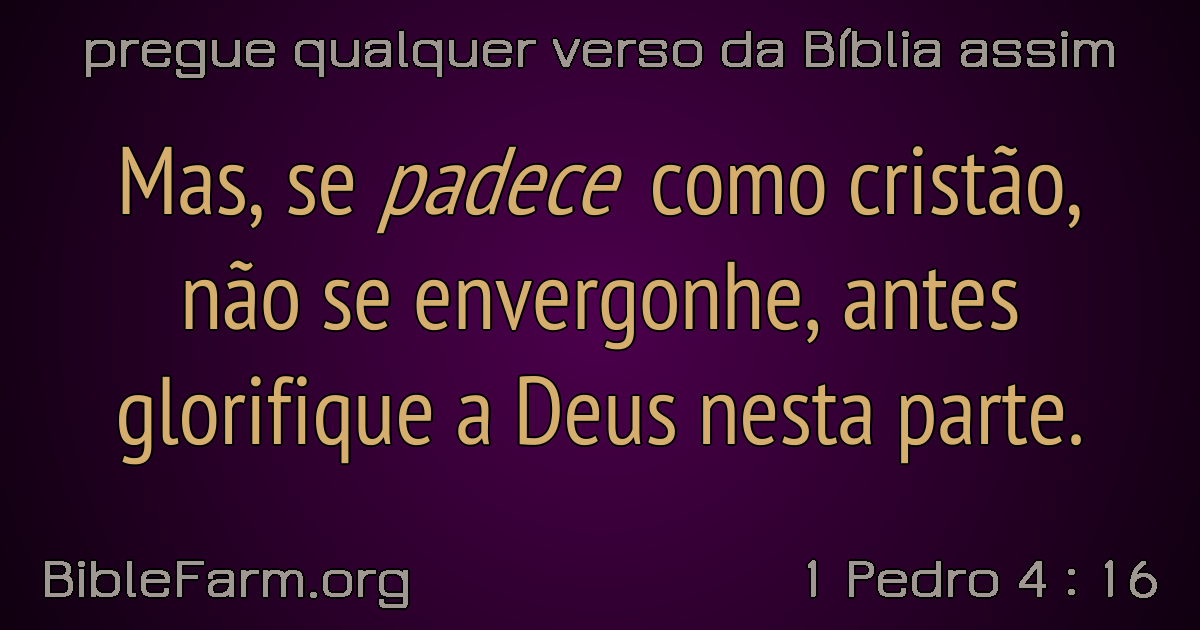 pregue qualquer verso da Bíblia assim
Mas, se padece como cristão,
não se envergonhe, antes
glorifique a Deus nesta parte.
BibleFarm.org
1 Pedro 4 : 16